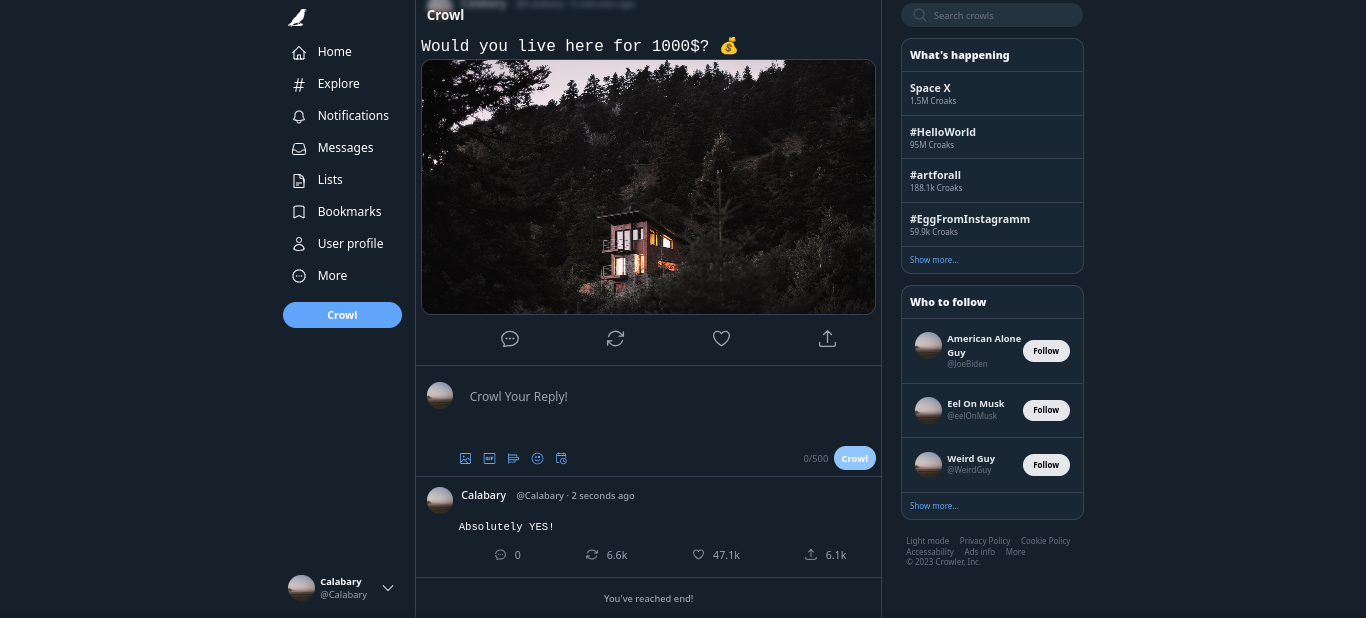 Home
Explore
Notifications
Messages
Lists
Bookmarks
User profile
More
Crowl
Calabary
@Calabary
Calabary @Calabary
Crowl
Would you live here for 1000$? 💰
Crowl Your Reply!
GIF
0/500 Crowl
Calabary @Calabary · 2 seconds ago
Absolutely YES!
0 6.6k 47.1k 6.1k
You've reached end!
Search crowls
What's happening
Space X
1.5M Croaks
#HelloWorld
95M Croaks
#artforall
188.1k Croaks
#EggFromInstagramm
59.9k Croaks
Show more...
Who to follow
American Alone
Guy
@JoeBiden
Follow
Eel On Musk
@eelOnMusk
Follow
Weird Guy
@WeirdGuy
Follow
Show more...
Light mode Privacy Policy Cookie Policy
Accessability Ads info More
© 2023 Crowler, Inc.